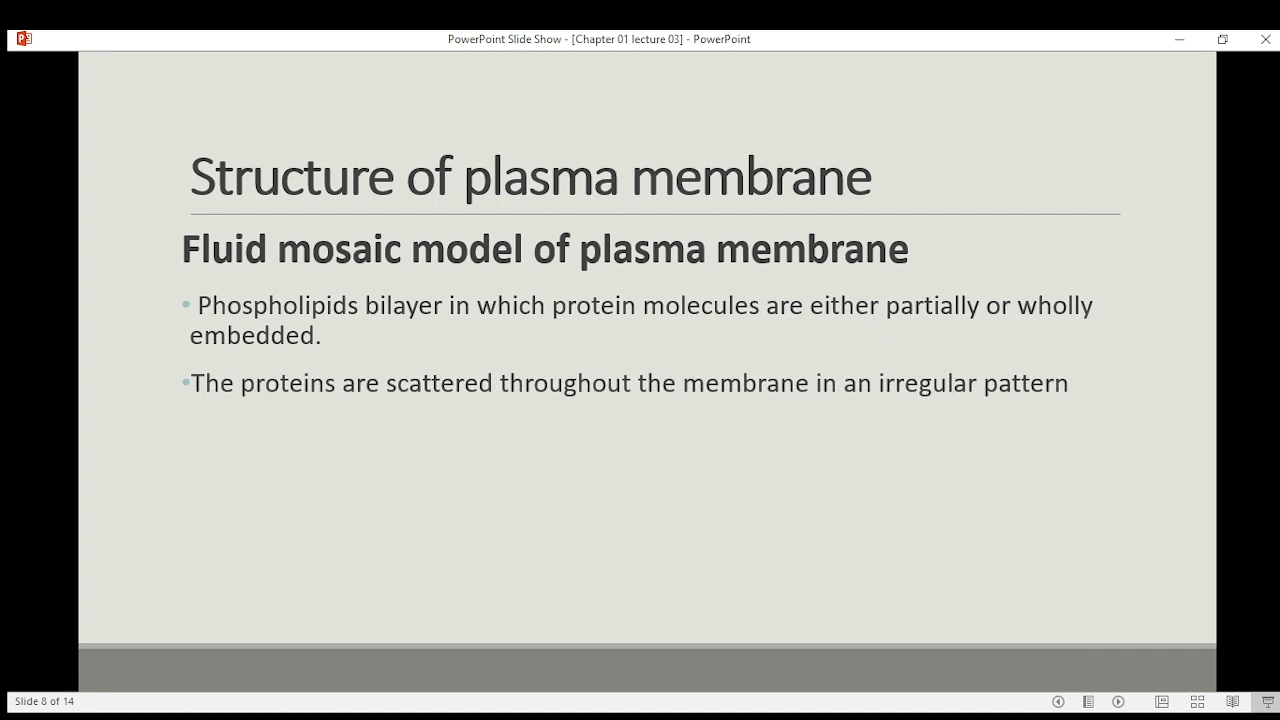 PowerPoint Slide Show - [Chapter 01 lecture 03] - PowerPoint
Structure of plasma membrane
Fluid mosaic model of plasma membrane
• Phospholipids bilayer in which protein molecules are either partially or wholly
embedded.
•The proteins are scattered throughout the membrane in an irregular pattern
Slide 8 of 14